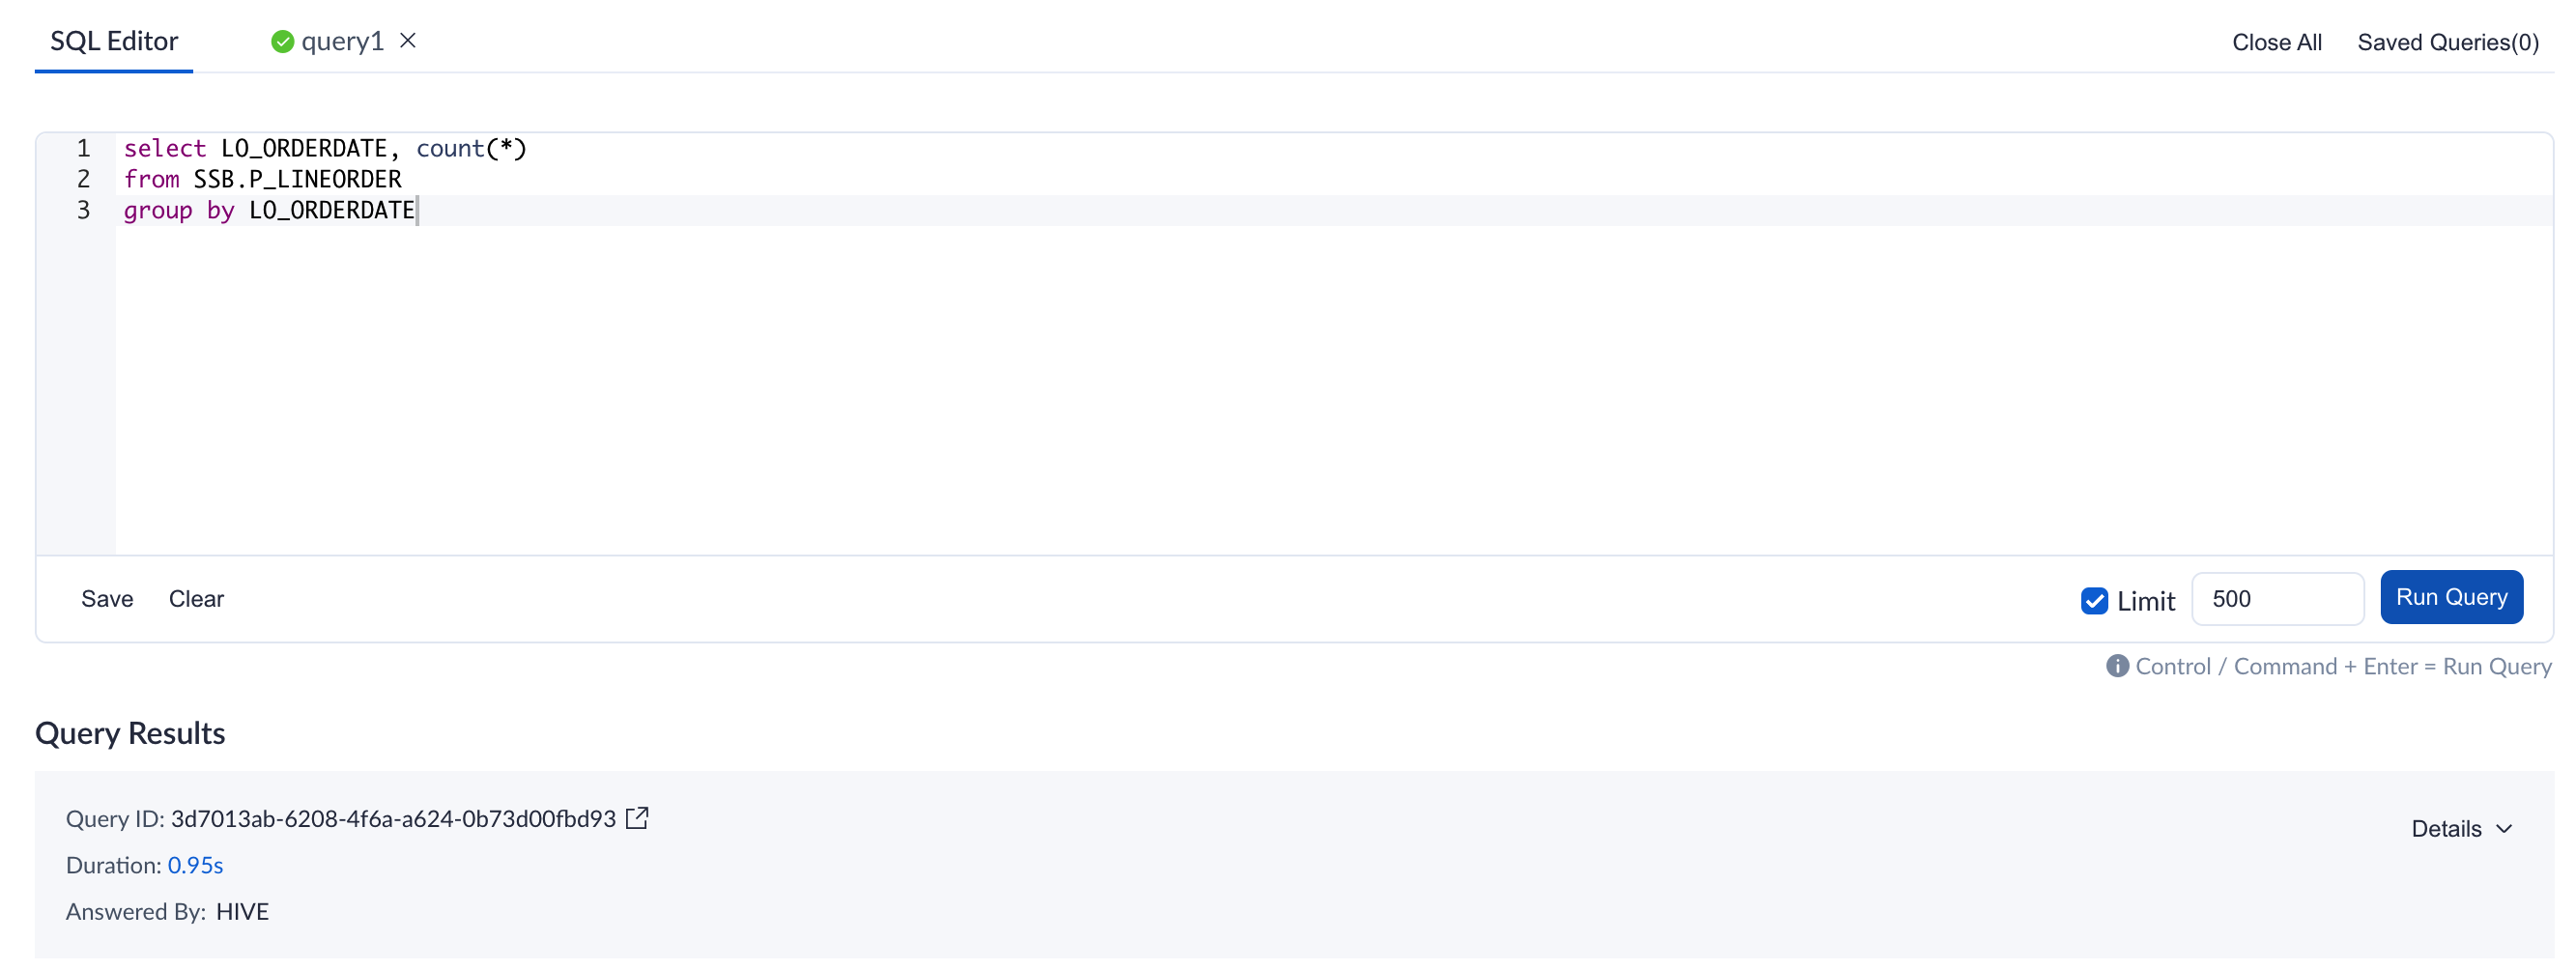 SQL Editor query1 Close All Saved Queries(0)
1 select LO_ORDERDATE, count(*)
2 from SSB.P_LINEORDER
3 group by LO_ORDERDATE
Save Clear Limit 500 Run Query
Control / Command + Enter = Run Query
Query Results
Query ID: 3d7013ab-6208-4f6a-a624-0b73d00fbd93
Details
Duration: 0.95s
Answered By: HIVE